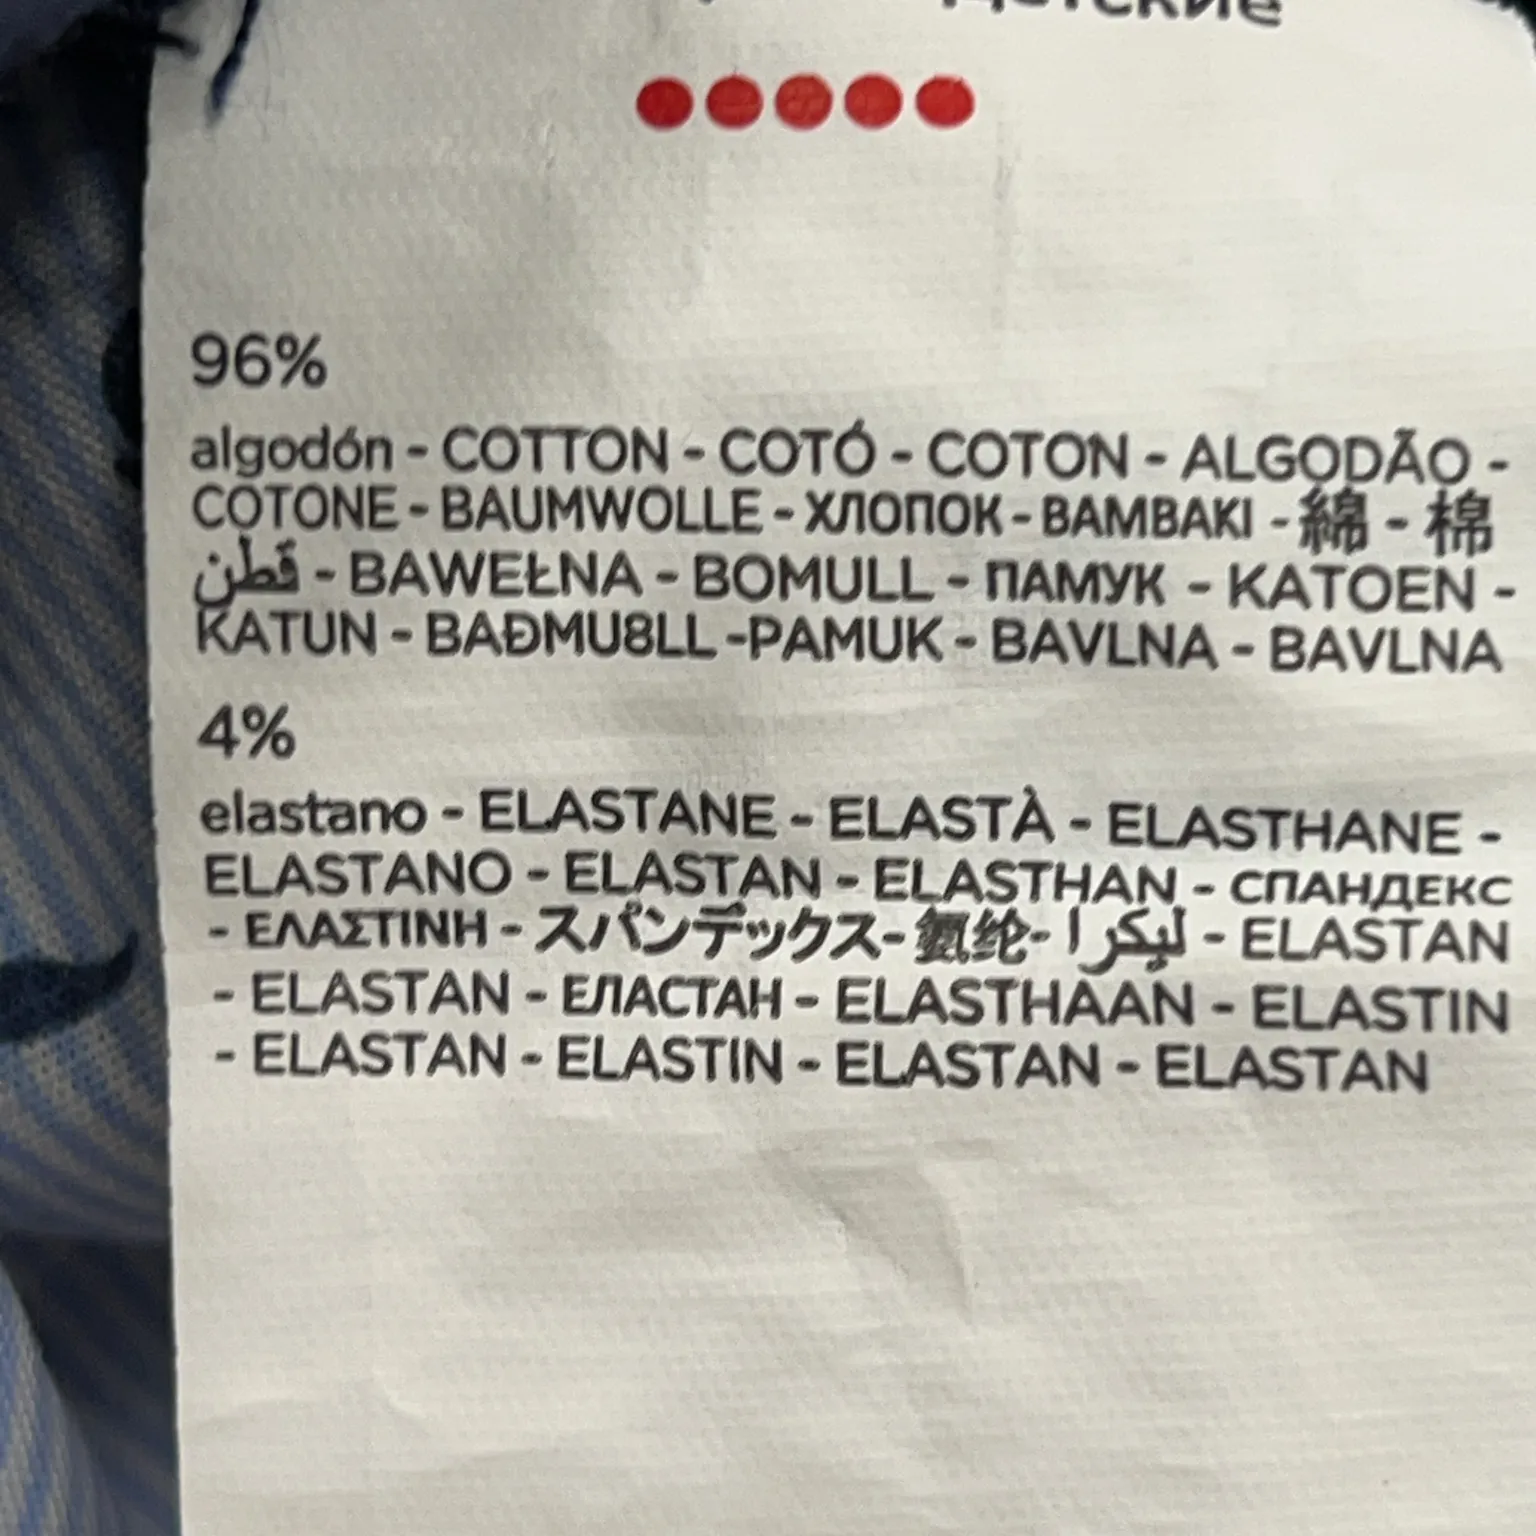 детские
96%
algodón - COTTON - COTÓ - COTON - ALGODÃO -
COTONE - BAUMWOLLE - ХЛОПОК - BAMBAKI - 綿 - 棉
قطن - BAWEŁNA - BOMULL - ПАМУК - KATOEN -
KATUN - BAÐMU8LL -PAMUK - BAVLNA - BAVLNA
4%
elastano - ELASTANE - ELASTÀ - ELASTHANE -
ELASTANO - ELASTAN - ELASTHAN - СПАНДЕКС
- ΕΛΑΣΤΙΝΗ - スパンデックス- 氨纶- ليكرا - ELASTAN
- ELASTAN - ЕЛАСТАН - ELASTHAAN - ELASTIN
- ELASTAN - ELASTIN - ELASTAN - ELASTAN